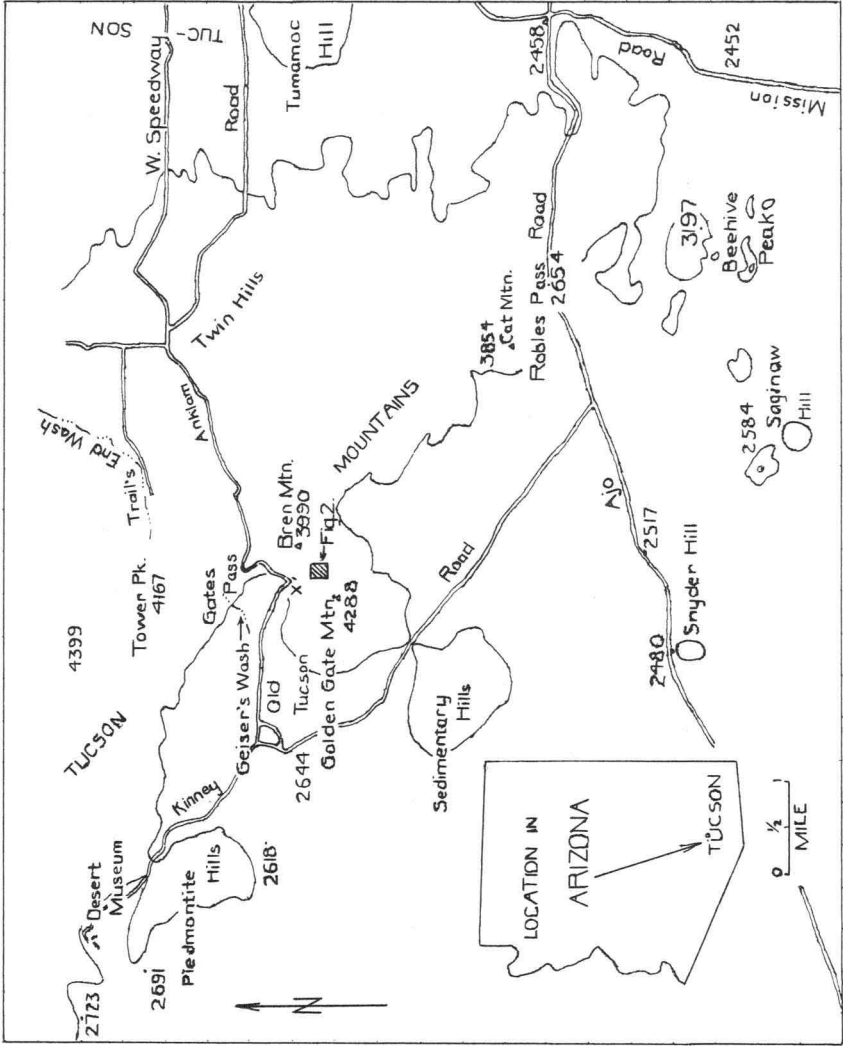 2723
Desert
Museum
2691
Piedmontite
Hills
2618
Kinney
TUCSON
4399
Tower Pk.
4167
Trail's
End Wash
Gates
Pass
Geiser's Wash
Old
Tucson
2644
Golden Gate Mtn.
4288
Bren Mtn.
3990
Fig 2
X
Anklam
Twin Hills
W. Speedway
Road
TUC-
SON
Tumamoc
Hill
MOUNTAINS
3854
Cat Mtn.
Robles Pass
2654
Road
2458
Mission
Road
2452
3197
Beehive
Peak
2584
Saginaw
Hill
Road
Ajo
2517
2480
Snyder Hill
Sedimentary
Hills
N
LOCATION IN
ARIZONA
TUCSON
0 1/2 1
MILE